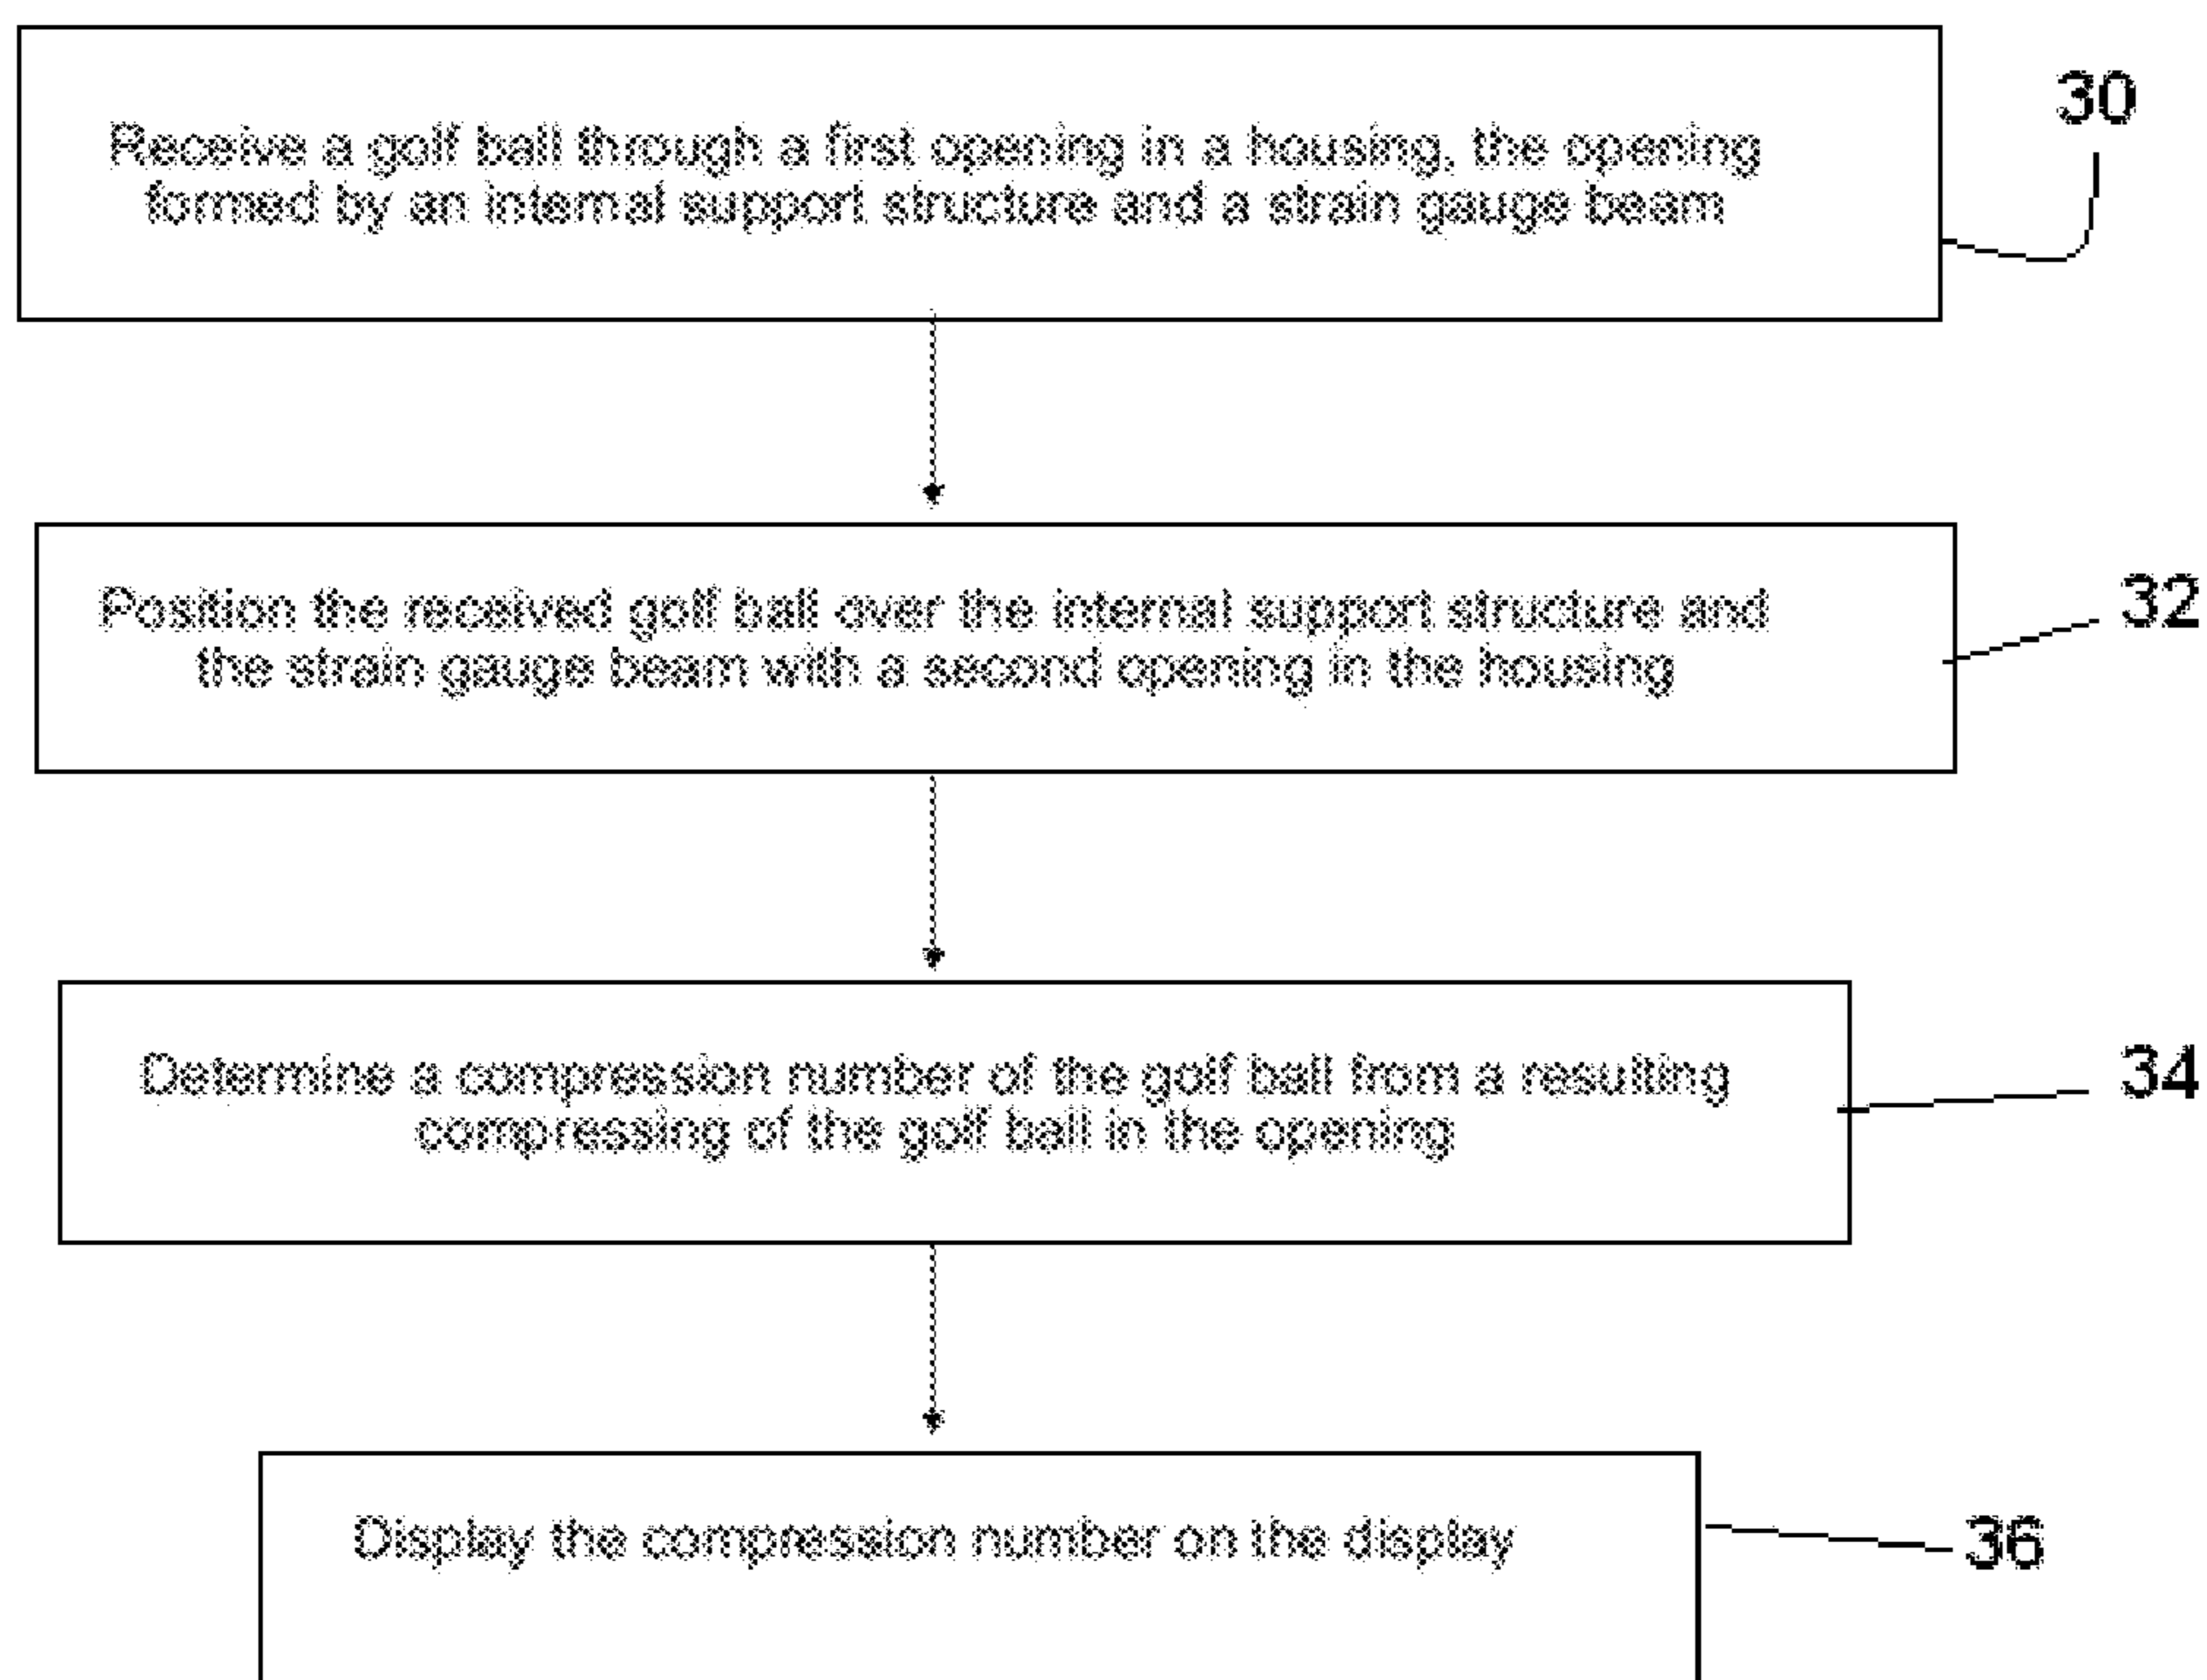 Receive a golf ball through a first opening in a housing, the opening
formed by an internal support structure and a strain gauge beam
30
Position the received golf ball over the internal support structure and
the strain gauge beam with a second opening in the housing
32
Determine a compression number of the golf ball from a resulting
compressing of the golf ball in the opening
34
Display the compression number on the display
36